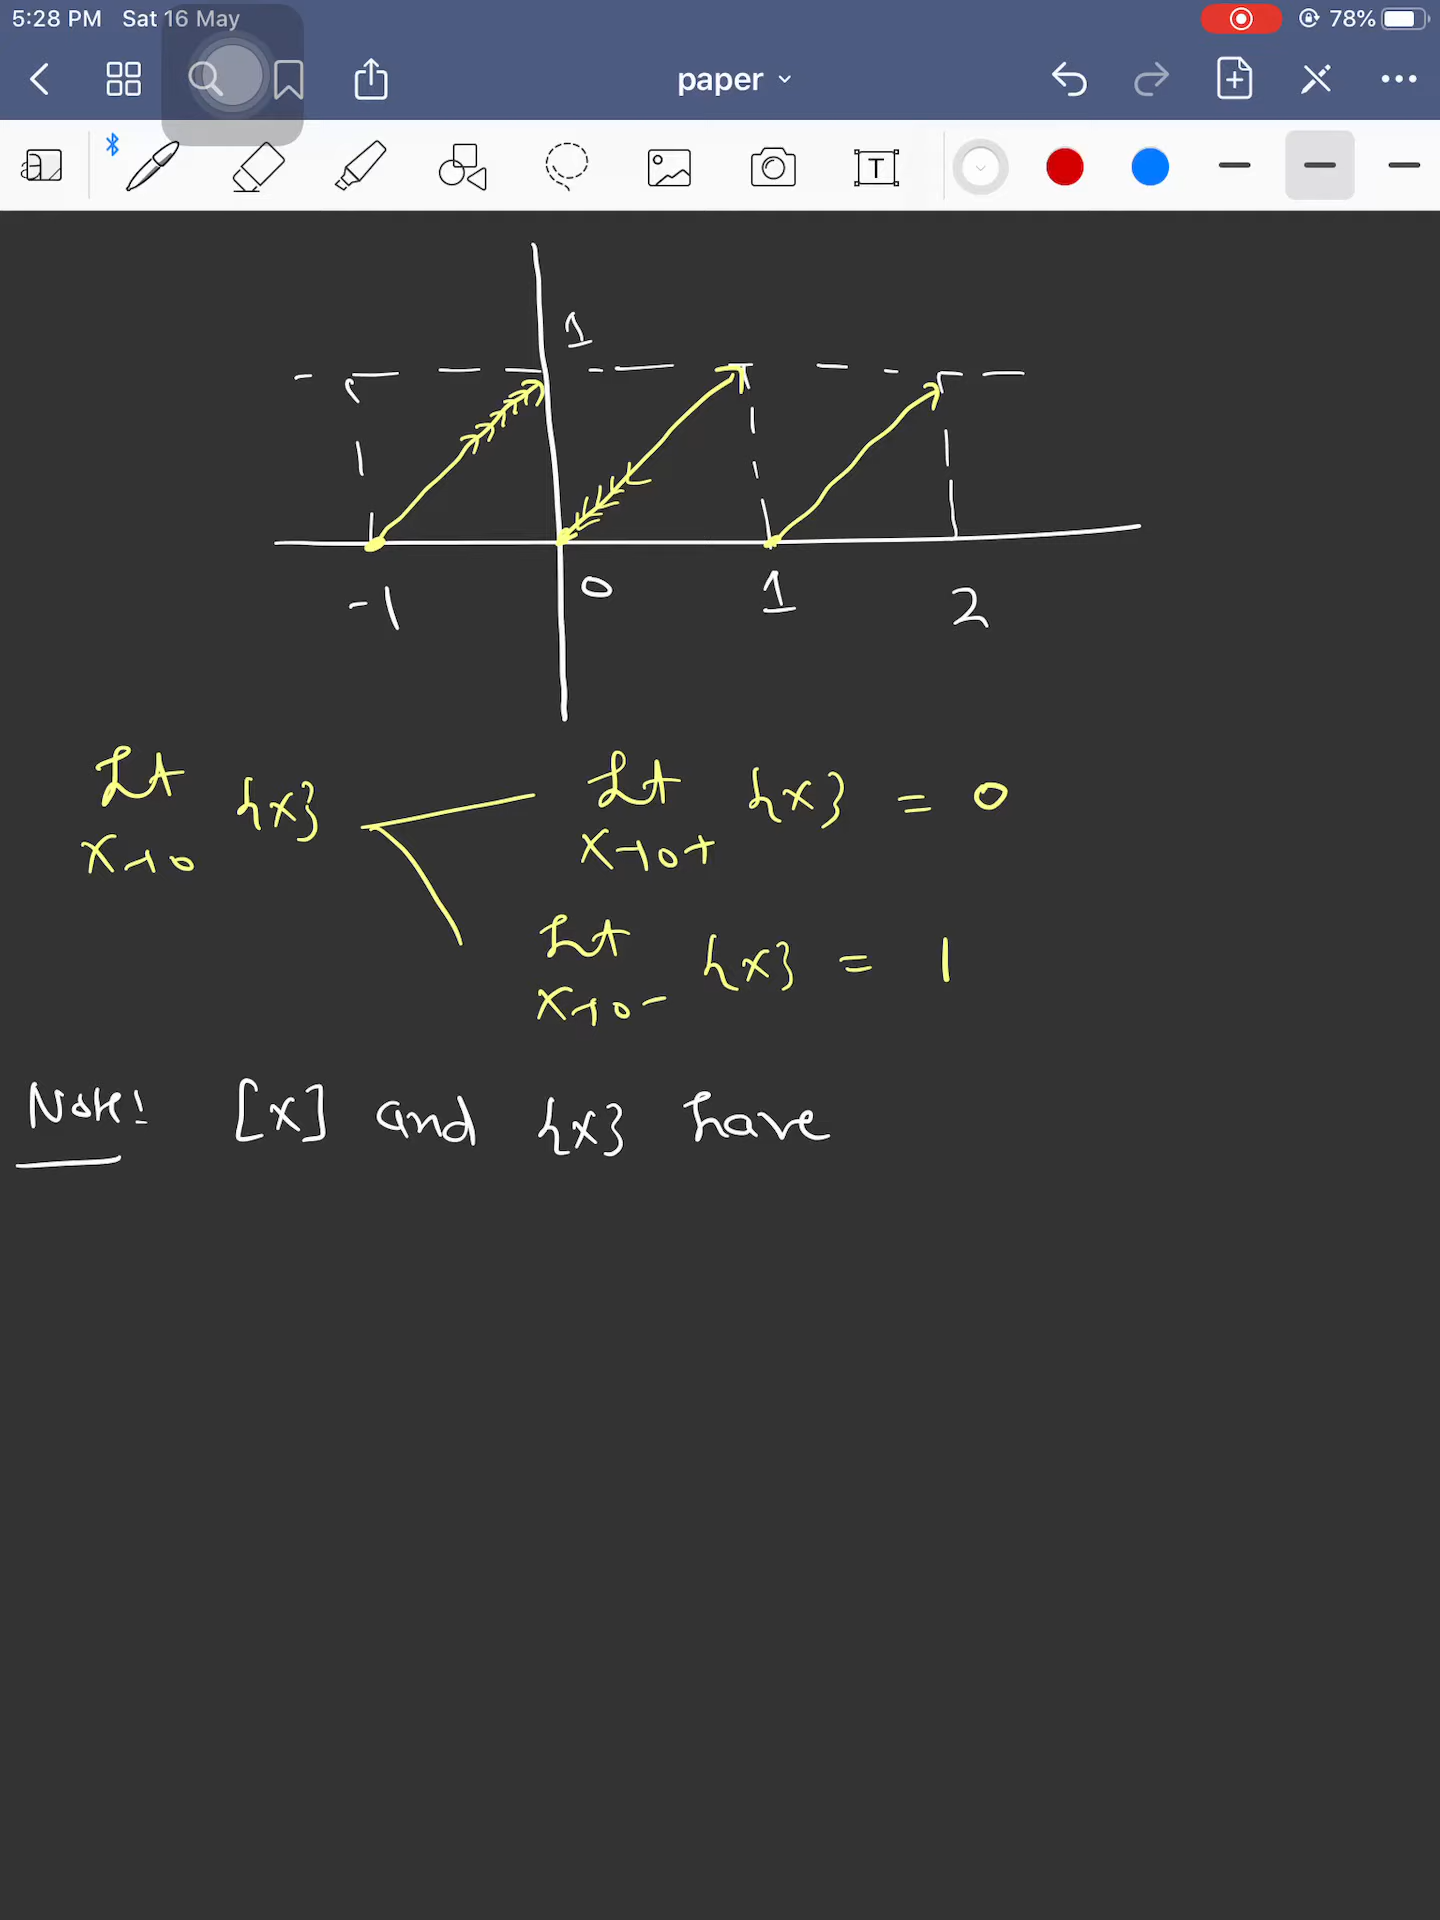 5:28 PM Sat 16 May 78%
paper
T
1
-1 0 1 2
Lt {x} Lt {x} = 0
x→0 x→0+
Lt {x} = 1
x→0-
Note: [x] and {x} have